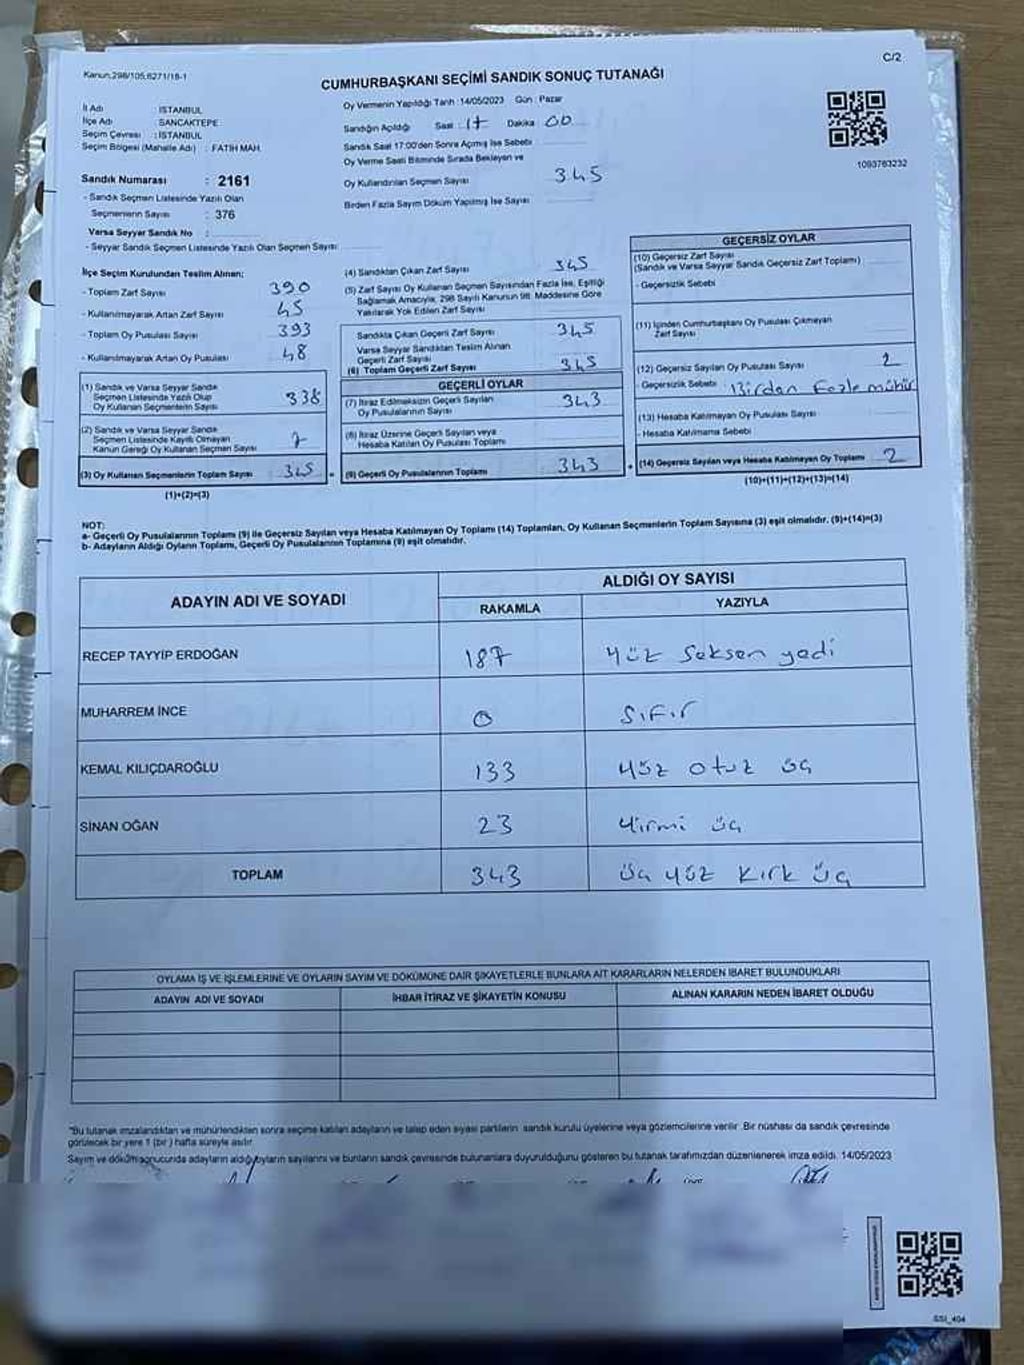 Kanun:298/105,6271/18-1
C/2
CUMHURBAŞKANI SEÇİMİ SANDIK SONUÇ TUTANAĞI
İl Adı : İSTANBUL
İlçe Adı : SANCAKTEPE
Seçim Çevresi : İSTANBUL
Seçim Bölgesi (Mahalle Adı) : FATİH MAH.
Sandık Numarası : 2161
- Sandık Seçmen Listesinde Yazılı Olan
Seçmenlerin Sayısı : 376
Varsa Seyyar Sandık No :
- Seyyar Sandık Seçmen Listesinde Yazılı Olan Seçmen Sayısı
Oy Vermenin Yapıldığı Tarih :14/05/2023 Gün : Pazar
Sandığın Açıldığı Saat : 17 Dakika : 00
Sandık Saat 17:00'den Sonra Açımış İse Sebebi
Oy Verme Saati Bitiminde Sırada Bekleyen ve
Oy Kullandırılan Seçmen Sayısı 345
Birden Fazla Sayım Döküm Yapılmış İse Sayısı
1093763232
İlçe Seçim Kurulundan Teslim Alınan;
- Toplam Zarf Sayısı 390
- Kullanılmayarak Artan Zarf Sayısı 45
- Toplam Oy Pusulası Sayısı 393
- Kullanılmayarak Artan Oy Pusulası 48
(1) Sandık ve Varsa Seyyar Sandık
Seçmen Listesinde Yazılı Olup
Oy Kullanan Seçmenlerin Sayısı 338
(2) Sandık ve Varsa Seyyar Sandık
Seçmen Listesinde Kayıtlı Olmayan
Kanun Gereği Oy Kullanan Seçmen Sayısı 7
(3) Oy Kullanan Seçmenlerin Toplam Sayısı 345
(1)+(2)=(3)
(4) Sandıktan Çıkan Zarf Sayısı 345
(5) Zarf Sayısı Oy Kullanan Seçmen Sayısından Fazla İse, Eşitliği
Sağlamak Amacıyla, 298 Sayılı Kanunun 98. Maddesine Göre
Yakılarak Yok Edilen Zarf Sayısı
Sandıkta Çıkan Geçerli Zarf Sayısı 345
Varsa Seyyar Sandıktan Teslim Alınan
Geçerli Zarf Sayısı
(6) Toplam Geçerli Zarf Sayısı 345
GEÇERLİ OYLAR
(7) İtiraz Edilmeksizin Geçerli Sayılan
Oy Pusulalarının Sayısı 343
(8) İtiraz Üzerine Geçerli Sayılan veya
Hesaba Katılan Oy Pusulası Toplamı
(9) Geçerli Oy Pusulalarının Toplamı 343
GEÇERSİZ OYLAR
(10) Geçersiz Zarf Sayısı
(Sandık ve Varsa Seyyar Sandık Geçersiz Zarf Toplamı)
- Geçersizlik Sebebi
(11) İçinden Cumhurbaşkanı Oy Pusulası Çıkmayan
Zarf Sayısı
(12) Geçersiz Sayılan Oy Pusulası Sayısı 2
- Geçersizlik Sebebi : Birden Fazla mühür
(13) Hesaba Katılmayan Oy Pusulası Sayısı
- Hesaba Katılmama Sebebi
(14) Geçersiz Sayılan veya Hesaba Katılmayan Oy Toplamı 2
(10)+(11)+(12)+(13)=(14)
NOT:
a- Geçerli Oy Pusulalarının Toplamı (9) ile Geçersiz Sayılan veya Hesaba Katılmayan Oy Toplamı (14) Toplamları, Oy Kullanan Seçmenlerin Toplam Sayısına (3) eşit olmalıdır. (9)+(14)=(3)
b- Adayların Aldığı Oyların Toplamı, Geçerli Oy Pusulalarının Toplamına (9) eşit olmalıdır.
ADAYIN ADI VE SOYADI
ALDIĞI OY SAYISI
RAKAMLA YAZIYLA
RECEP TAYYİP ERDOĞAN 187 yüz seksen yedi
MUHARREM İNCE 0 sıfır
KEMAL KILIÇDAROĞLU 133 yüz otuz üç
SİNAN OĞAN 23 yirmi üç
TOPLAM 343 üç yüz kırk üç
OYLAMA İŞ VE İŞLEMLERİNE VE OYLARIN SAYIM VE DÖKÜMÜNE DAİR ŞİKAYETLERLE BUNLARA AİT KARARLARIN NELERDEN İBARET BULUNDUKLARI
ADAYIN ADI VE SOYADI İHBAR İTİRAZ VE ŞİKAYETİN KONUSU ALINAN KARARIN NEDEN İBARET OLDUĞU
*Bu tutanak imzalandıktan ve mühürlendikten sonra seçime katılan adayların ve talep eden siyasi partilerin sandık kurulu üyelerine veya gözlemcilerine verilir. Bir nüshası da sandık çevresinde
görülecek bir yere 1 (bir) hafta süreyle asılır.
Sayım ve döküm sonucunda adayların aldığı oyların sayılarını ve bunların sandık çevresinde bulunanlara duyurulduğunu gösteren bu tutanak tarafımızdan düzenlenerek imza edildi. 14/05/2023
SSI_404